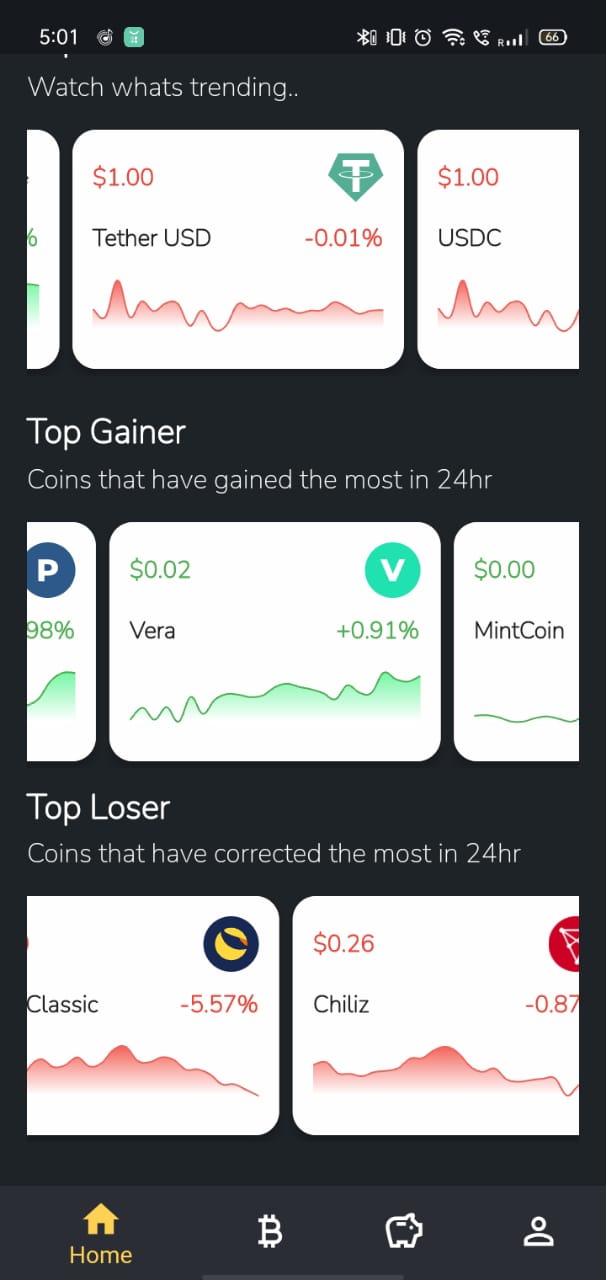 5:01
R
66
Watch whats trending..
%
$1.00
Tether USD
-0.01%
$1.00
USDC
Top Gainer
Coins that have gained the most in 24hr
P
98%
$0.02
V
Vera
+0.91%
$0.00
MintCoin
Top Loser
Coins that have corrected the most in 24hr
Classic
-5.57%
$0.26
Chiliz
-0.87
Home